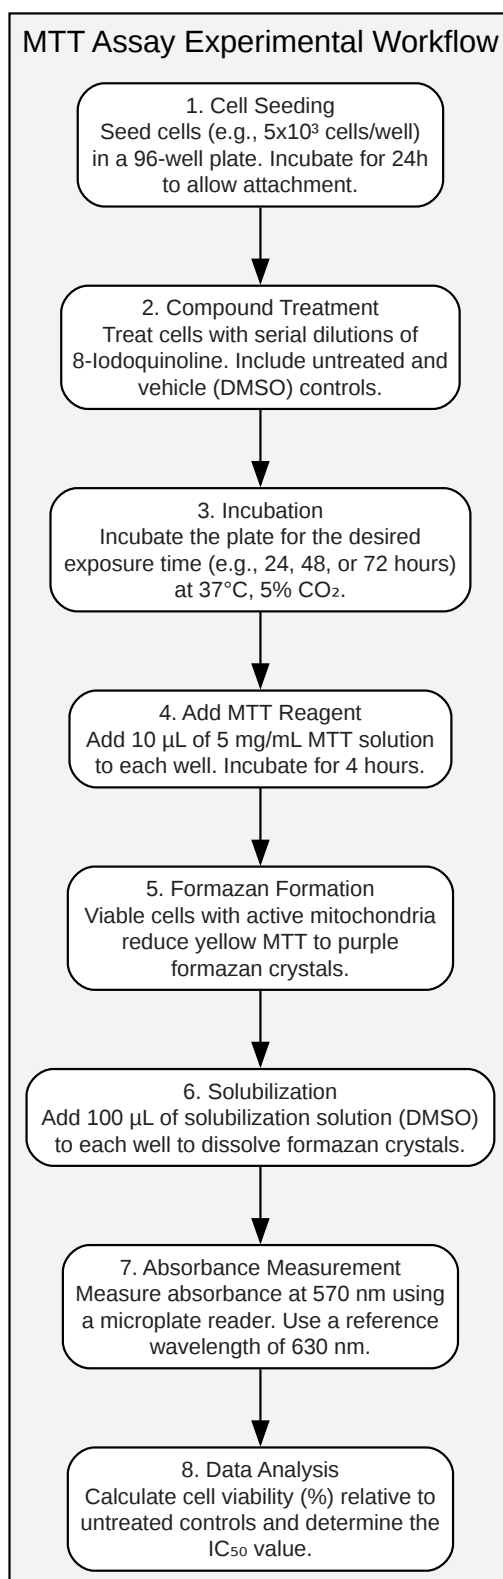 MTT Assay Experimental Workflow
1. Cell Seeding
Seed cells (e.g., 5x10³ cells/well)
in a 96-well plate. Incubate for 24h
to allow attachment.
2. Compound Treatment
Treat cells with serial dilutions of
8-Iodoquinoline. Include untreated and
vehicle (DMSO) controls.
3. Incubation
Incubate the plate for the desired
exposure time (e.g., 24, 48, or 72 hours)
at 37°C, 5% CO₂.
4. Add MTT Reagent
Add 10 µL of 5 mg/mL MTT solution
to each well. Incubate for 4 hours.
5. Formazan Formation
Viable cells with active mitochondria
reduce yellow MTT to purple
formazan crystals.
6. Solubilization
Add 100 µL of solubilization solution (DMSO)
to each well to dissolve formazan crystals.
7. Absorbance Measurement
Measure absorbance at 570 nm using
a microplate reader. Use a reference
wavelength of 630 nm.
8. Data Analysis
Calculate cell viability (%) relative to
untreated controls and determine the
IC₅₀ value.